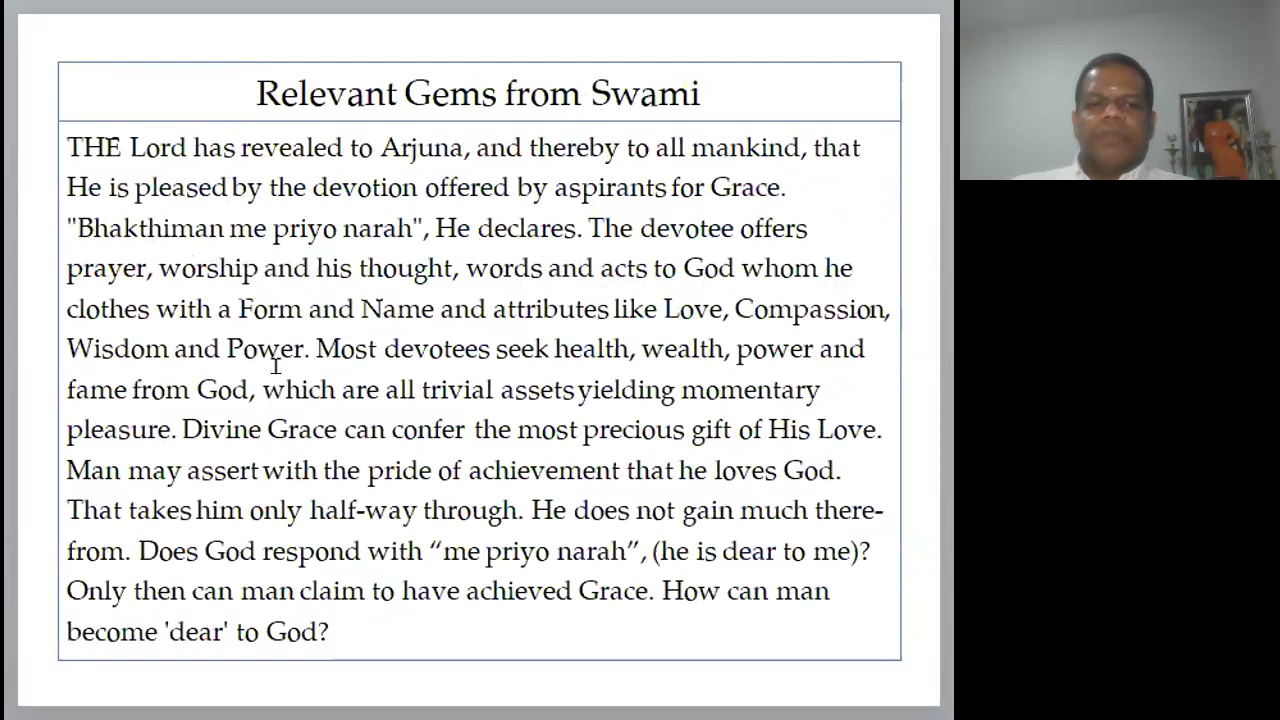 Relevant Gems from Swami
THE Lord has revealed to Arjuna, and thereby to all mankind, that
He is pleased by the devotion offered by aspirants for Grace.
"Bhakthiman me priyo narah", He declares. The devotee offers
prayer, worship and his thought, words and acts to God whom he
clothes with a Form and Name and attributes like Love, Compassion,
Wisdom and Power. Most devotees seek health, wealth, power and
fame from God, which are all trivial assets yielding momentary
pleasure. Divine Grace can confer the most precious gift of His Love.
Man may assert with the pride of achievement that he loves God.
That takes him only half-way through. He does not gain much there-
from. Does God respond with “me priyo narah”, (he is dear to me)?
Only then can man claim to have achieved Grace. How can man
become 'dear' to God?